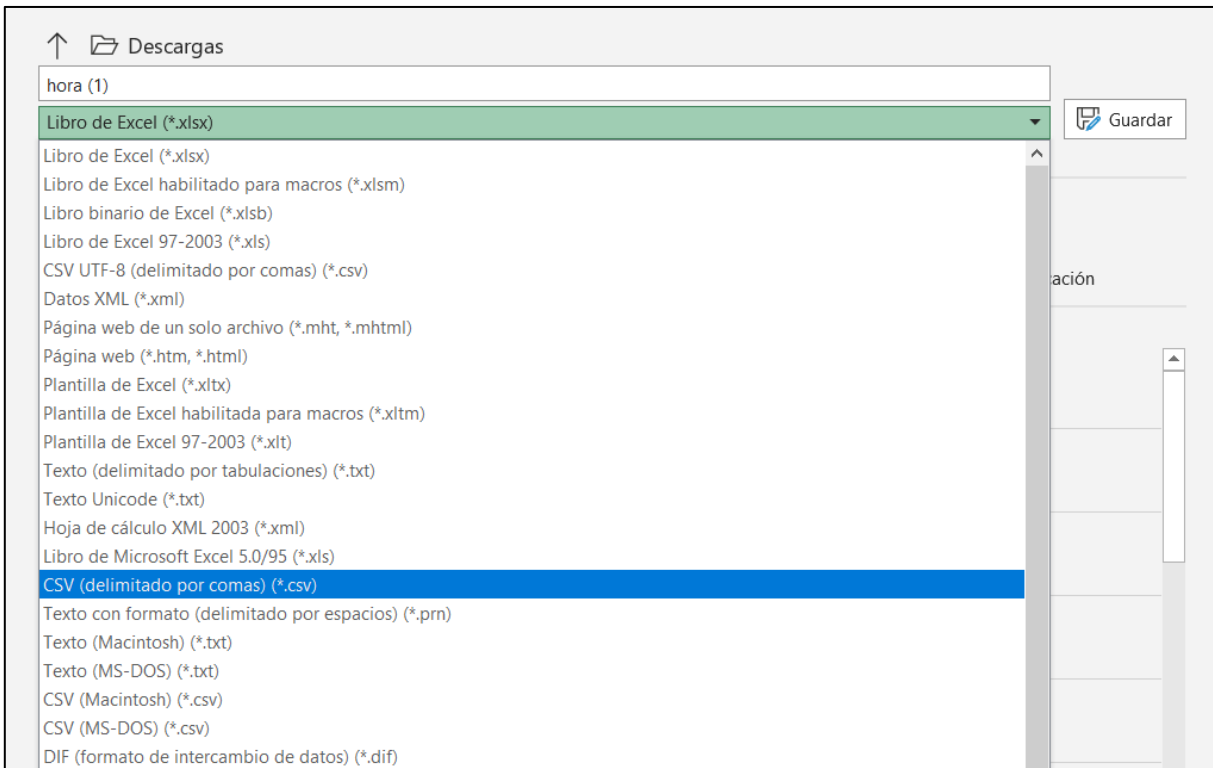 Descargas
hora (1)
Libro de Excel (*.xlsx)
Guardar
Libro de Excel (*.xlsx)
Libro de Excel habilitado para macros (*.xlsm)
Libro binario de Excel (*.xlsb)
Libro de Excel 97-2003 (*.xls)
CSV UTF-8 (delimitado por comas) (*.csv)
ación
Datos XML (*.xml)
Página web de un solo archivo (*.mht, *.mhtml)
Página web (*.htm, *.html)
Plantilla de Excel (*.xltx)
Plantilla de Excel habilitada para macros (*.xltm)
Plantilla de Excel 97-2003 (*.xlt)
Texto (delimitado por tabulaciones) (*.txt)
Texto Unicode (*.txt)
Hoja de cálculo XML 2003 (*.xml)
Libro de Microsoft Excel 5.0/95 (*.xls)
CSV (delimitado por comas) (*.csv)
Texto con formato (delimitado por espacios) (*.prn)
Texto (Macintosh) (*.txt)
Texto (MS-DOS) (*.txt)
CSV (Macintosh) (*.csv)
CSV (MS-DOS) (*.csv)
DIF (formato de intercambio de datos) (*.dif)